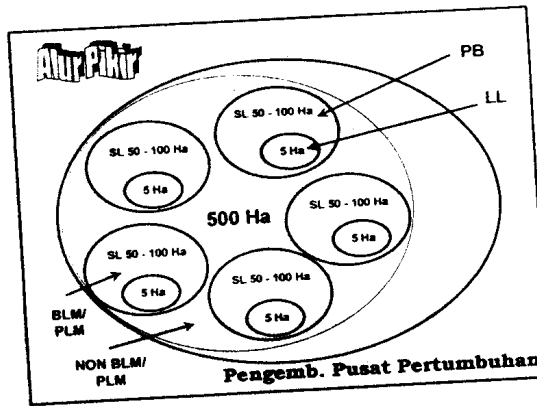 Alur Pikir
PB
LL
SL 50 - 100 Ha
5 Ha
SL 50 - 100 Ha
5 Ha
SL 50 - 100 Ha
5 Ha
500 Ha
SL 50 - 100 Ha
5 Ha
SL 50 - 100 Ha
5 Ha
BLM/
PLM
NON BLM/
PLM
Pengemb. Pusat Pertumbuhan